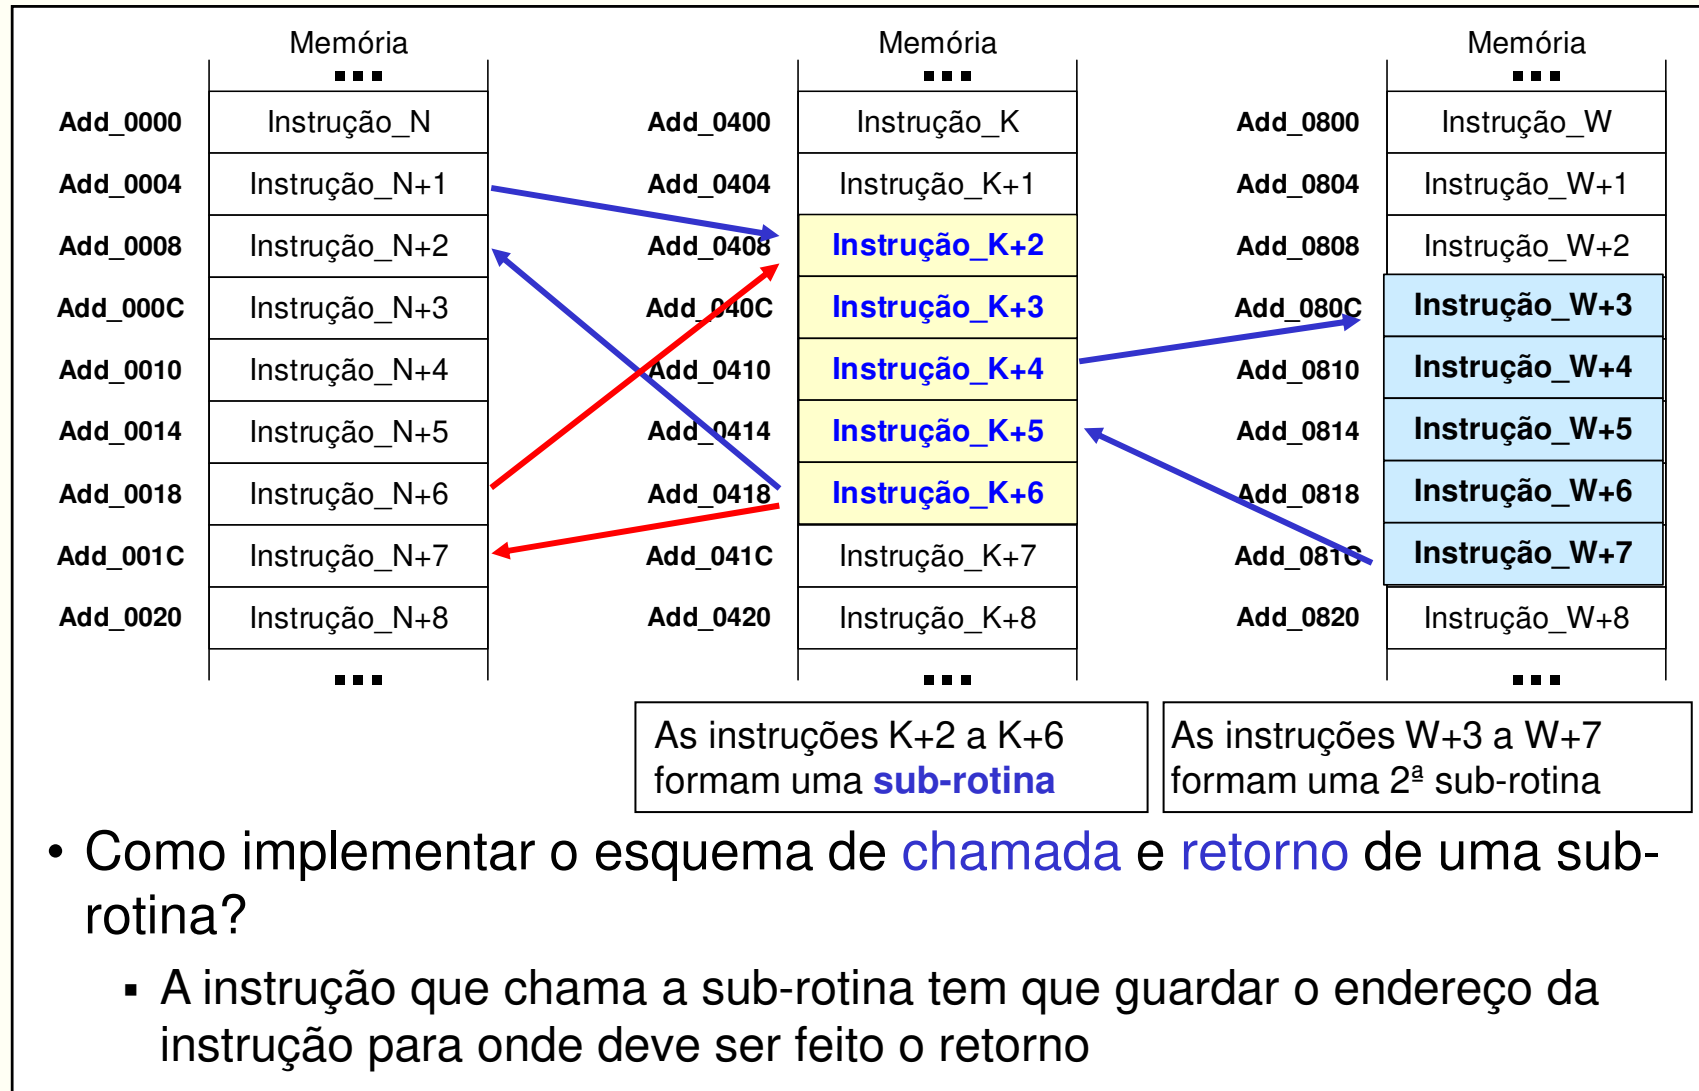 Memória Memória Memória
... ... ...
Add_0000 Instrução_N Add_0400 Instrução_K Add_0800 Instrução_W
Add_0004 Instrução_N+1 Add_0404 Instrução_K+1 Add_0804 Instrução_W+1
Add_0008 Instrução_N+2 Add_0408 Instrução_K+2 Add_0808 Instrução_W+2
Add_000C Instrução_N+3 Add_040C Instrução_K+3 Add_080C Instrução_W+3
Add_0010 Instrução_N+4 Add_0410 Instrução_K+4 Add_0810 Instrução_W+4
Add_0014 Instrução_N+5 Add_0414 Instrução_K+5 Add_0814 Instrução_W+5
Add_0018 Instrução_N+6 Add_0418 Instrução_K+6 Add_0818 Instrução_W+6
Add_001C Instrução_N+7 Add_041C Instrução_K+7 Add_081C Instrução_W+7
Add_0020 Instrução_N+8 Add_0420 Instrução_K+8 Add_0820 Instrução_W+8
... ... ...
As instruções K+2 a K+6
formam uma sub-rotina
As instruções W+3 a W+7
formam uma 2ª sub-rotina
• Como implementar o esquema de chamada e retorno de uma sub-
rotina?
▪ A instrução que chama a sub-rotina tem que guardar o endereço da
instrução para onde deve ser feito o retorno